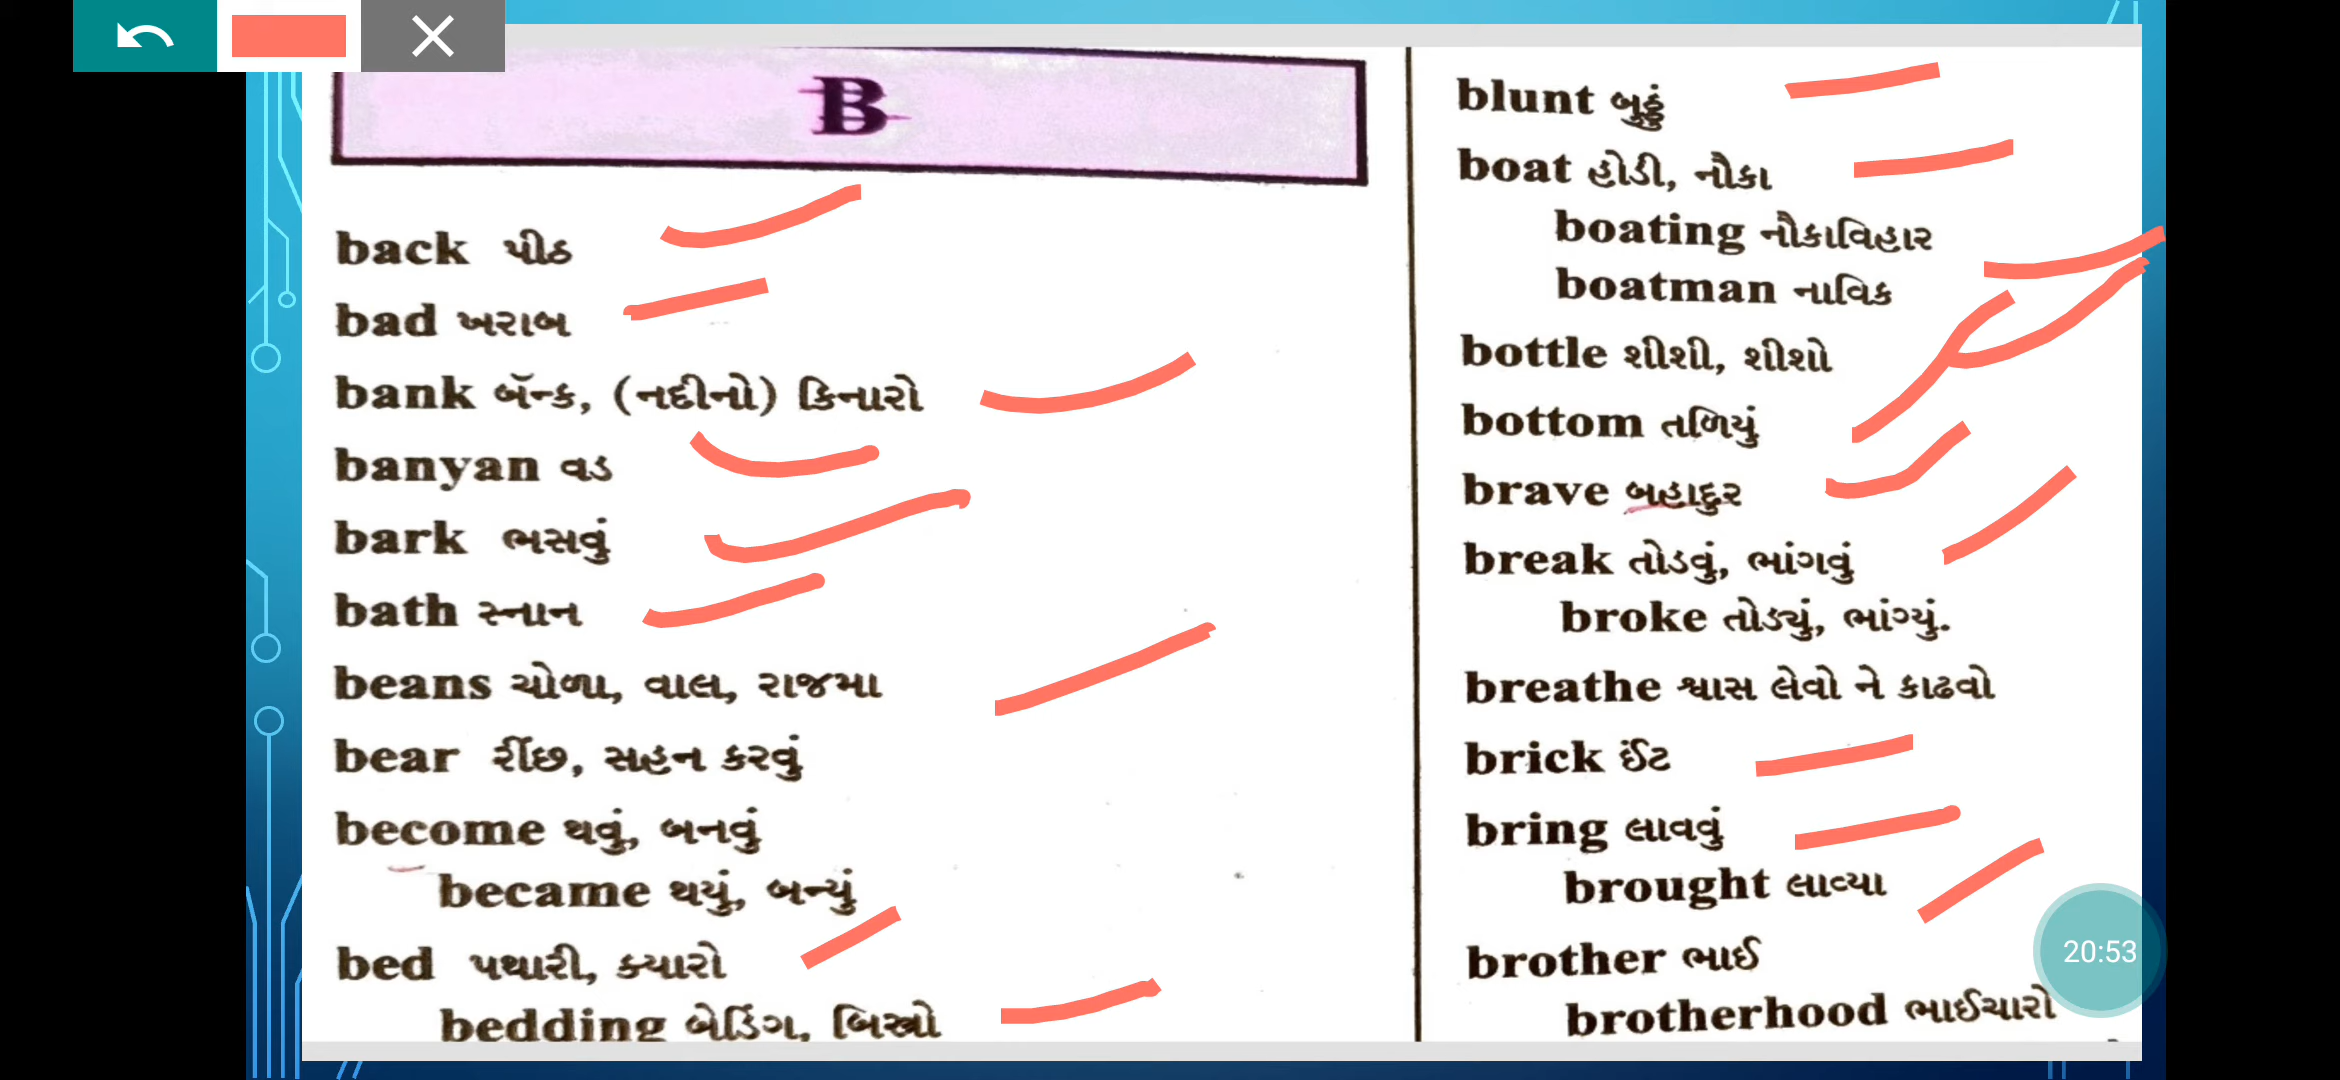 B
back પીઠ
bad ખરાબ
bank બૅન્ક, (નદીનો) કિનારો
banyan વડ
bark ભસવું
bath સ્નાન
beans ચોળા, વાલ, રાજમા
bear રીંછ, સહન કરવું
become થવું, બનવું
became થયું, બન્યું
bed પથારી, ક્યારો
bedding બેડિંગ, બિસ્ત્રો
blunt બુઠ્ઠું
boat હોડી, નૌકા
boating નૌકાવિહાર
boatman નાવિક
bottle શીશી, શીશો
bottom તળિયું
brave બહાદુર
break તોડવું, ભાંગવું
broke તોડ્યું, ભાંગ્યું.
breathe શ્વાસ લેવો ને કાઢવો
brick ઈંટ
bring લાવવું
brought લાવ્યા
brother ભાઈ
brotherhood ભાઈચારો
20:53